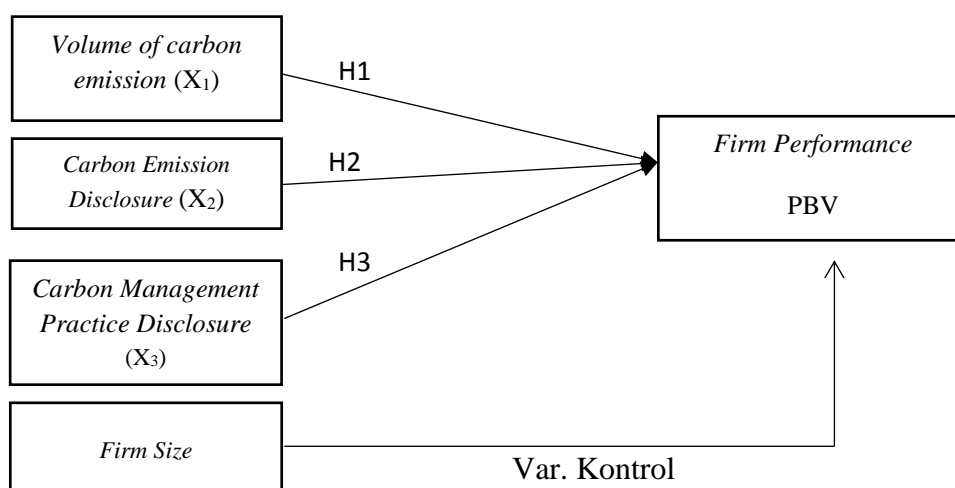 Volume of carbon
emission (X₁)
H1
Carbon Emission
Disclosure (X₂)
H2
Firm Performance
PBV
Carbon Management
Practice Disclosure
(X₃)
H3
Firm Size
Var. Kontrol